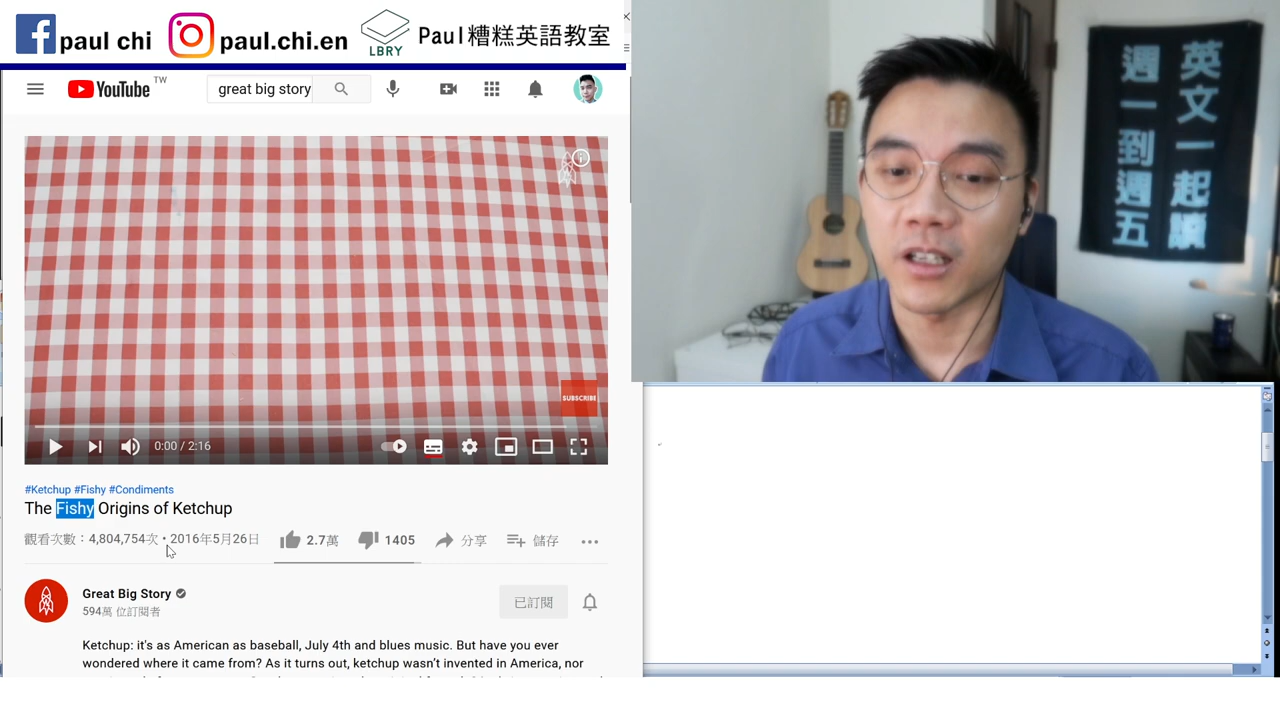 paul chi
paul.chi.en
LBRY
Paul糟糕英語教室
YouTube TW
great big story
SUBSCRIBE
0:00 / 2:16
#Ketchup #Fishy #Condiments
The Fishy Origins of Ketchup
觀看次數：4,804,754次・2016年5月26日
2.7萬
1405
分享
儲存
Great Big Story
594萬 位訂閱者
已訂閱
Ketchup: it's as American as baseball, July 4th and blues music. But have you ever
wondered where it came from? As it turns out, ketchup wasn't invented in America, nor
英文一起讀
週一到週五